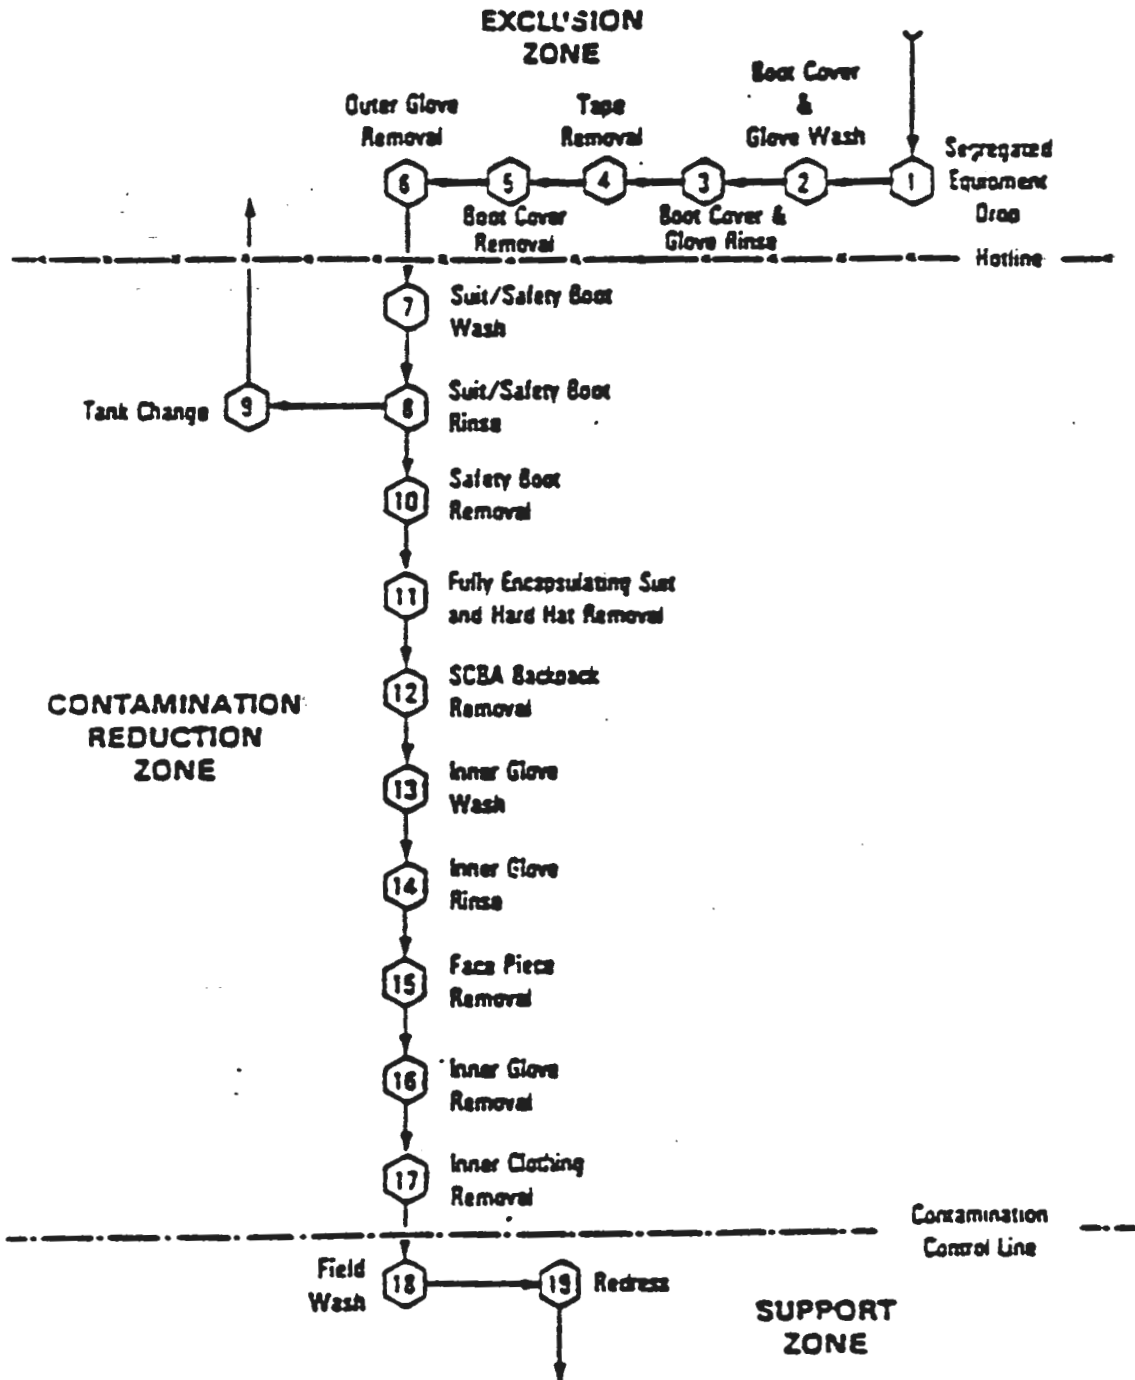 EXCLUSION
ZONE
Boot Cover
&
Glove Wash
Outer Glove
Removal
Tape
Removal
Segregated
Equipment
Drop
6
5
4
3
2
1
Boot Cover
Removal
Boot Cover &
Glove Rinse
Hotline
7
Suit/Safety Boot
Wash
Tank Change
9
8
Suit/Safety Boot
Rinse
10
Safety Boot
Removal
11
Fully Encapsulating Suit
and Hard Hat Removal
12
SCBA Backpack
Removal
CONTAMINATION
REDUCTION
ZONE
13
Inner Glove
Wash
14
Inner Glove
Rinse
15
Face Piece
Removal
16
Inner Glove
Removal
17
Inner Clothing
Removal
Contamination
Control Line
Field
Wash
18
19
Redress
SUPPORT
ZONE